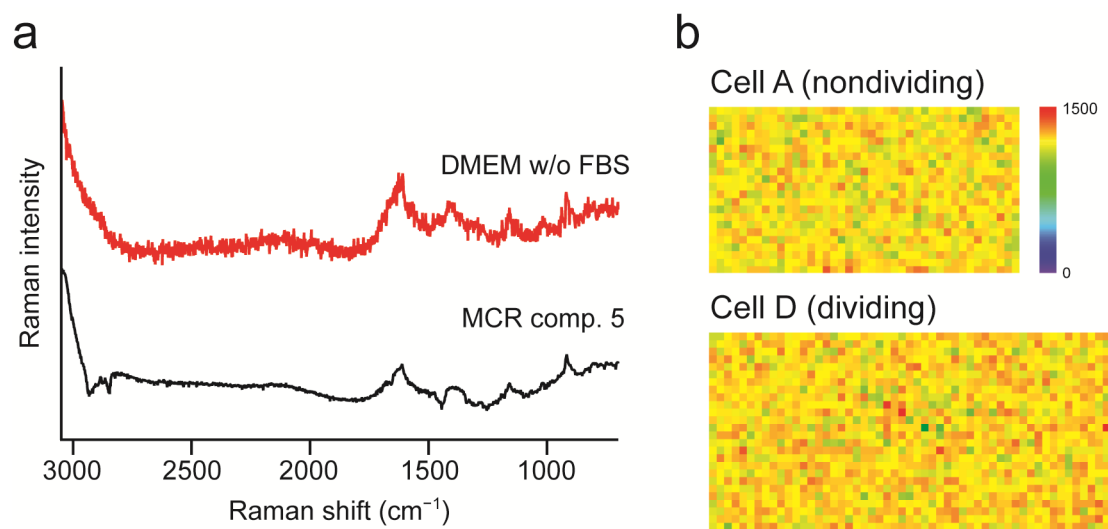 a
DMEM w/o FBS
MCR comp. 5
Raman intensity
3000 2500 2000 1500 1000
Raman shift (cm⁻¹)
b
Cell A (nondividing)
1500
0
Cell D (dividing)